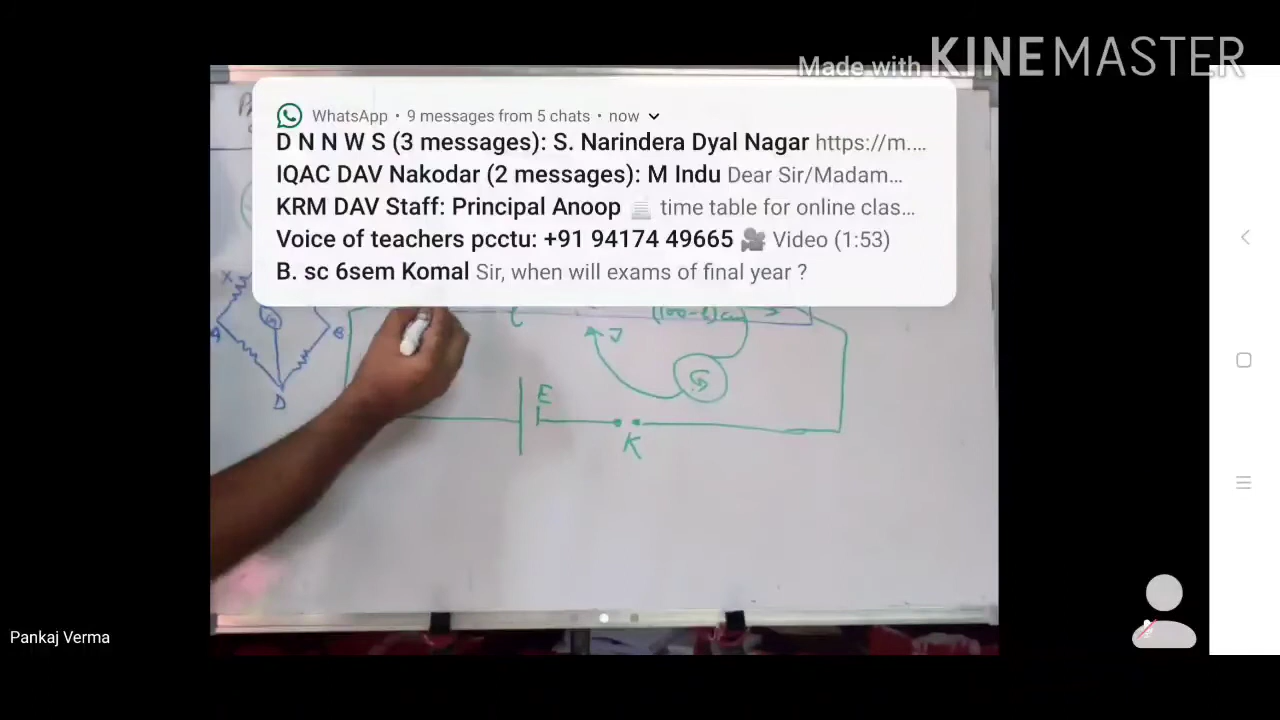 Made with KINEMASTER
WhatsApp • 9 messages from 5 chats • now
D N N W S (3 messages): S. Narindera Dyal Nagar https://m....
IQAC DAV Nakodar (2 messages): M Indu Dear Sir/Madam...
KRM DAV Staff: Principal Anoop time table for online clas...
Voice of teachers pcctu: +91 94174 49665 Video (1:53)
B. sc 6sem Komal Sir, when will exams of final year ?
X
(100-l)cm
l
J
A
B
G
D
E
K
Pankaj Verma